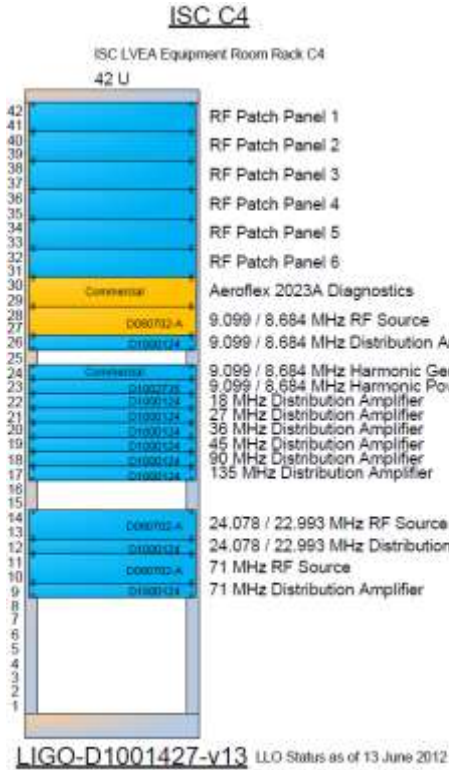 ISC C4
ISC LVEA Equipment Room Rack C4
42 U
42
41
RF Patch Panel 1
40
39
RF Patch Panel 2
38
37
RF Patch Panel 3
36
35
RF Patch Panel 4
34
33
RF Patch Panel 5
32
31
RF Patch Panel 6
30
29
Commercial
Aeroflex 2023A Diagnostics
28
27
D080702-A
9.099 / 8.684 MHz RF Source
26
D1000124
9.099 / 8.684 MHz Distribution A
25
24
Commercial
9.099 / 8.684 MHz Harmonic Ge
23
9.099 / 8.684 MHz Harmonic Po
22
D1000124
18 MHz Distribution Amplifier
21
D1000124
27 MHz Distribution Amplifier
20
D1000124
36 MHz Distribution Amplifier
19
D1000124
45 MHz Distribution Amplifier
18
D1000124
90 MHz Distribution Amplifier
17
D1000124
135 MHz Distribution Amplifier
16
15
14
13
D080702-A
24.078 / 22.993 MHz RF Source
12
D1000124
24.078 / 22.993 MHz Distribution
11
10
D080702-A
71 MHz RF Source
9
D1000124
71 MHz Distribution Amplifier
8
7
6
5
4
3
2
1
LIGO-D1001427-v13 LLO Status as of 13 June 2012